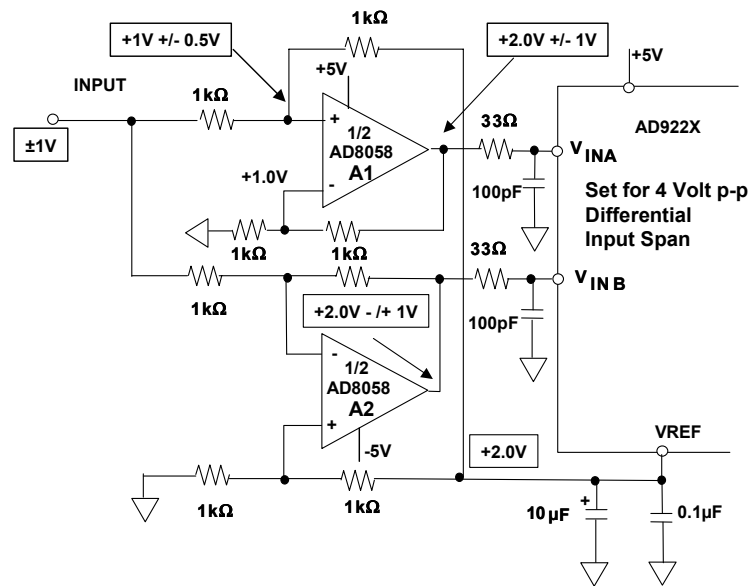 1kΩ
+1V +/- 0.5V
+2.0V +/- 1V
+5V
+5V
INPUT
1kΩ
±1V
+
1/2
AD8058
A1
-
+1.0V
33Ω
AD922X
VINA
100pF
Set for 4 Volt p-p
Differential
Input Span
1kΩ
1kΩ
33Ω
1kΩ
VIN B
+2.0V - /+ 1V
100pF
-
1/2
AD8058
A2
+
-5V
+2.0V
VREF
1kΩ
1kΩ
+
10µF
0.1µF